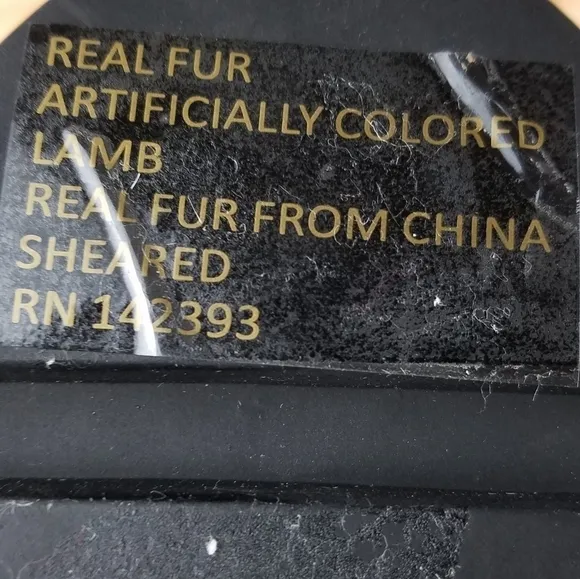 REAL FUR
ARTIFICIALLY COLORED
LAMB
REAL FUR FROM CHINA
SHEARED
RN 142393